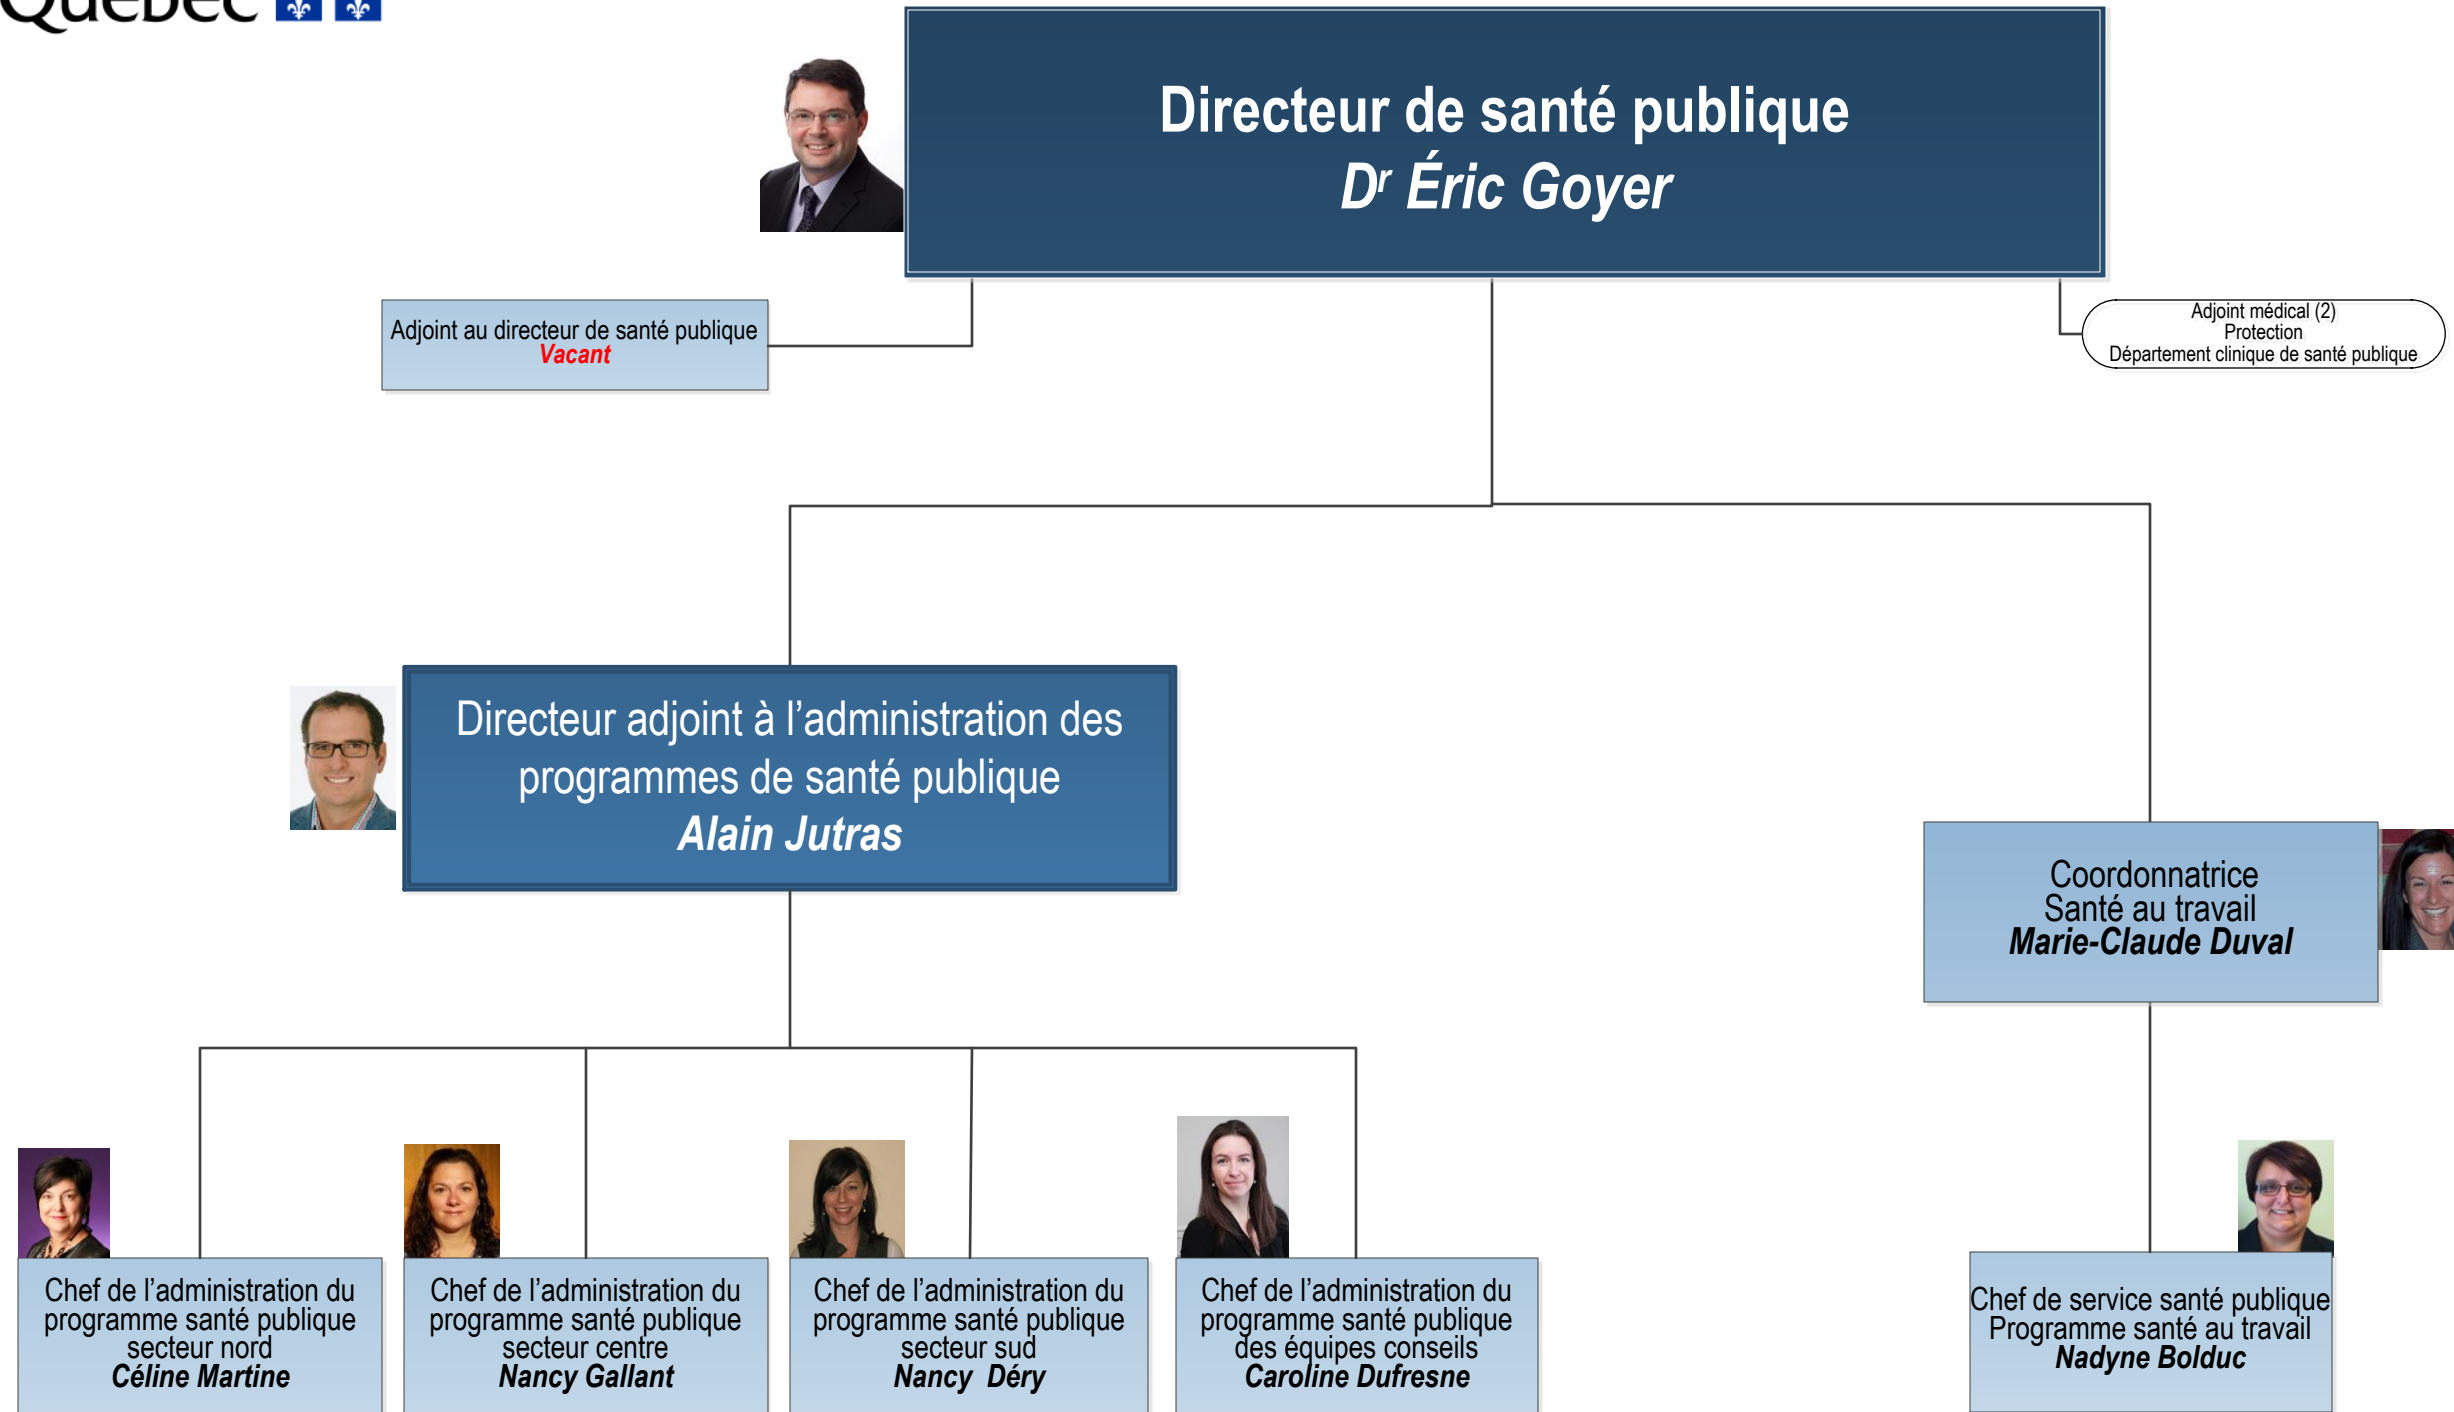 Québec
Directeur de santé publique
Dr Éric Goyer
Adjoint au directeur de santé publique
Vacant
Adjoint médical (2)
Protection
Département clinique de santé publique
Directeur adjoint à l’administration des
programmes de santé publique
Alain Jutras
Coordonnatrice
Santé au travail
Marie-Claude Duval
Chef de l’administration du
programme santé publique
secteur nord
Céline Martine
Chef de l’administration du
programme santé publique
secteur centre
Nancy Gallant
Chef de l’administration du
programme santé publique
secteur sud
Nancy  Déry
Chef de l’administration du
programme santé publique
des équipes conseils
Caroline Dufresne
Chef de service santé publique
Programme santé au travail
Nadyne Bolduc